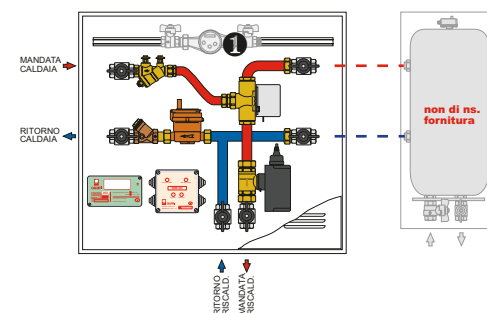 1
MANDATA
CALDAIA
RITORNO
CALDAIA
non di ns.
fornitura
RITORNO
RISCALD.
MANDATA
RISCALD.